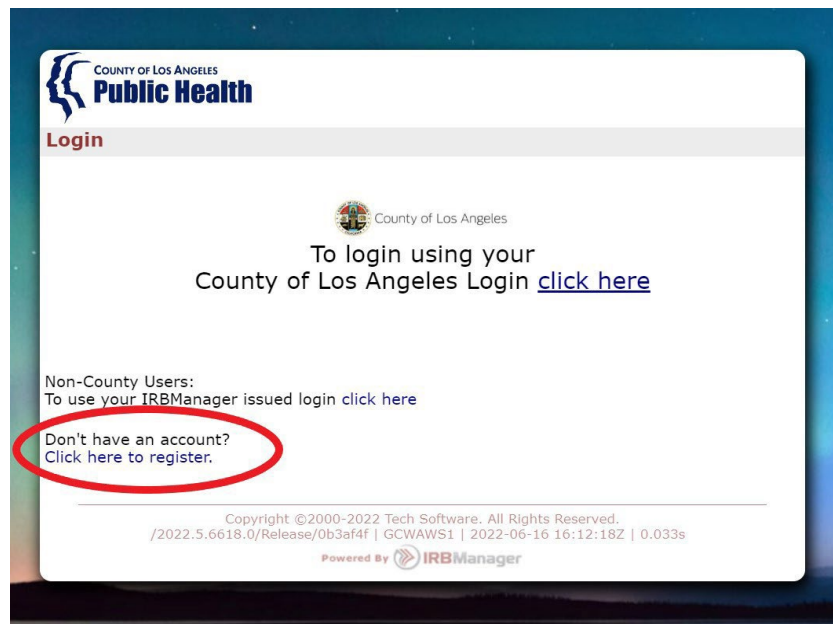 County of Los Angeles
Public Health
Login
County of Los Angeles
To login using your
County of Los Angeles Login click here
Non-County Users:
To use your IRBManager issued login click here
Don't have an account?
Click here to register.
Copyright ©2000-2022 Tech Software. All Rights Reserved.
/2022.5.6618.0/Release/0b3af4f | GCWAWS1 | 2022-06-16 16:12:18Z | 0.033s
Powered By IRBManager